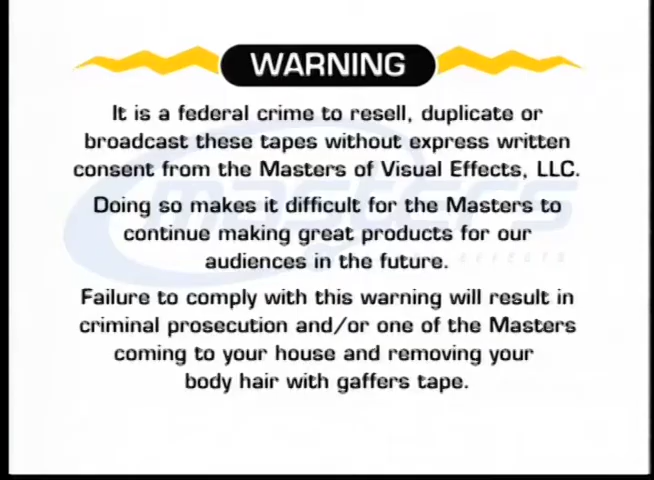 WARNING
It is a federal crime to resell, duplicate or
broadcast these tapes without express written
consent from the Masters of Visual Effects, LLC.
Doing so makes it difficult for the Masters to
continue making great products for our
audiences in the future.
Failure to comply with this warning will result in
criminal prosecution and/or one of the Masters
coming to your house and removing your
body hair with gaffers tape.
masters
EFFECTS